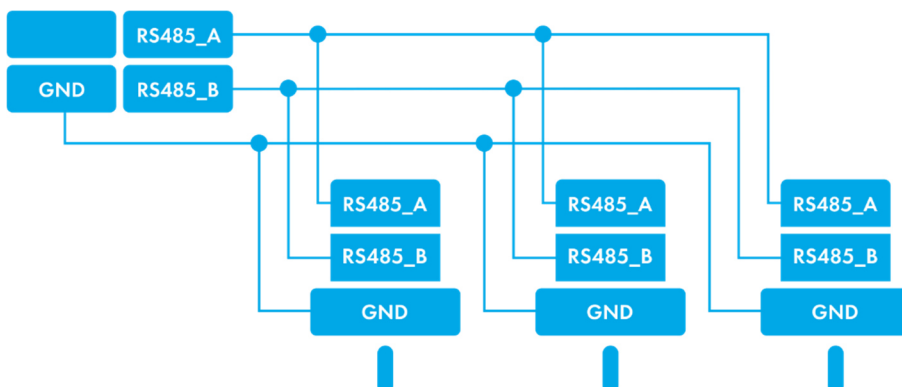 RS485_A
GND RS485_B
RS485_A RS485_A RS485_A
RS485_B RS485_B RS485_B
GND GND GND